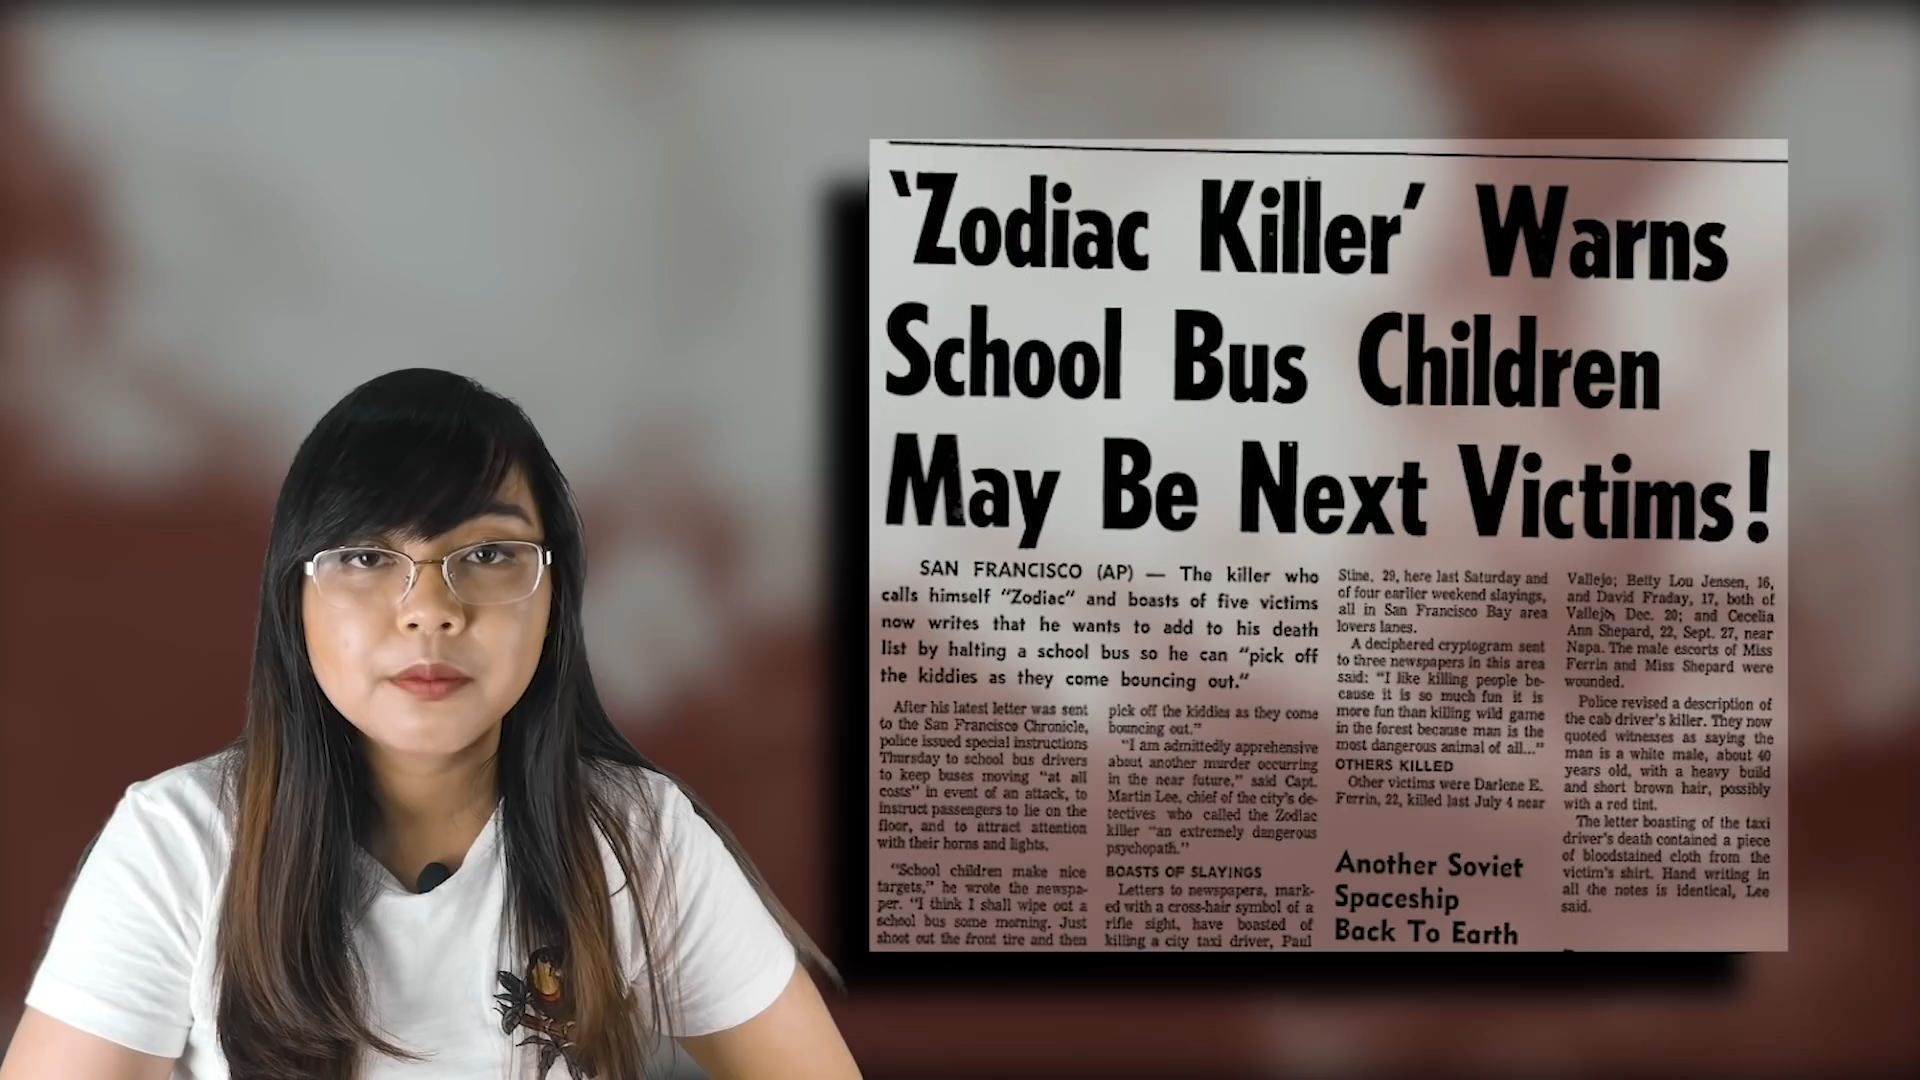 ‘Zodiac Killer’ Warns
School Bus Children
May Be Next Victims!
SAN FRANCISCO (AP) — The killer who
calls himself "Zodiac" and boasts of five victims
now writes that he wants to add to his death
list by halting a school bus so he can "pick off
the kiddies as they come bouncing out."
After his latest letter was sent
to the San Francisco Chronicle,
police issued special instructions
Thursday to school bus drivers
to keep buses moving "at all
costs" in event of an attack, to
instruct passengers to lie on the
floor, and to attract attention
with their horns and lights.
"School children make nice
targets," he wrote the newspa-
per. "I think I shall wipe out a
school bus some morning. Just
shoot out the front tire and then
pick off the kiddies as they come
bouncing out."
"I am admittedly apprehensive
about another murder occurring
in the near future," said Capt.
Martin Lee, chief of the city's de-
tectives who called the Zodiac
killer "an extremely dangerous
psychopath."
BOASTS OF SLAYINGS
Letters to newspapers, mark-
ed with a cross-hair symbol of a
rifle sight, have boasted of
killing a city taxi driver, Paul
Stine, 29, here last Saturday and
of four earlier weekend slayings,
all in San Francisco Bay area
lovers lanes.
A deciphered cryptogram sent
to three newspapers in this area
said: "I like killing people be-
cause it is so much fun it is
more fun than killing wild game
in the forest because man is the
most dangerous animal of all..."
OTHERS KILLED
Other victims were Darlene E.
Ferrin, 22, killed last July 4 near
Another Soviet
Spaceship
Back To Earth
Vallejo; Betty Lou Jensen, 16,
and David Fraday, 17, both of
Vallejo, Dec. 20; and Cecelia
Ann Shepard, 22, Sept. 27, near
Napa. The male escorts of Miss
Ferrin and Miss Shepard were
wounded.
Police revised a description of
the cab driver's killer. They now
quoted witnesses as saying the
man is a white male, about 40
years old, with a heavy build
and short brown hair, possibly
with a red tint.
The letter boasting of the taxi
driver's death contained a piece
of bloodstained cloth from the
victim's shirt. Hand writing in
all the notes is identical, Lee
said.